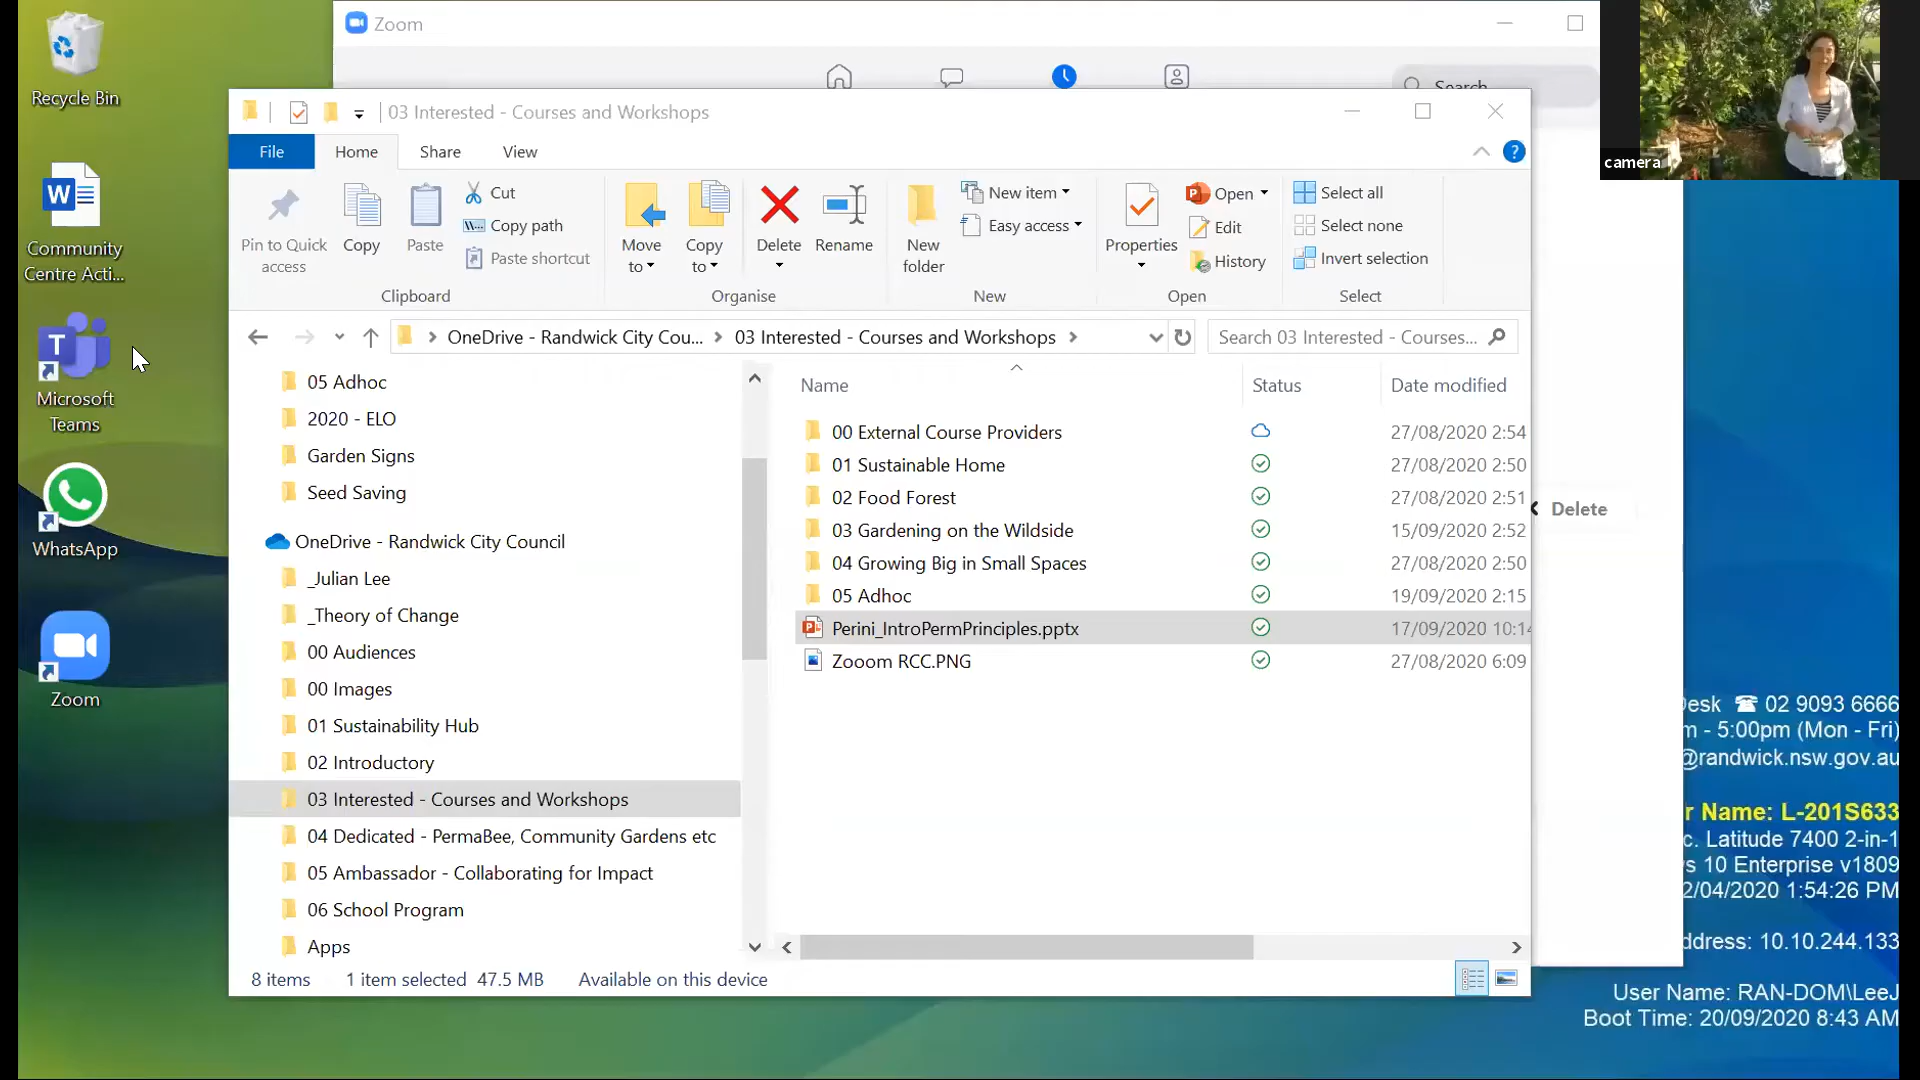 Recycle Bin
Community
Centre Acti...
Microsoft
Teams
WhatsApp
Zoom
Zoom
Search
camera
03 Interested - Courses and Workshops
File
Home
Share
View
Pin to Quick
access
Copy
Paste
Cut
Copy path
Paste shortcut
Clipboard
Move
to
Copy
to
Delete
Rename
Organise
New
folder
New item
Easy access
New
Properties
Open
Edit
History
Open
Select all
Select none
Invert selection
Select
OneDrive - Randwick City Cou...
03 Interested - Courses and Workshops
Search 03 Interested - Courses...
05 Adhoc
2020 - ELO
Garden Signs
Seed Saving
OneDrive - Randwick City Council
_Julian Lee
_Theory of Change
00 Audiences
00 Images
01 Sustainability Hub
02 Introductory
03 Interested - Courses and Workshops
04 Dedicated - PermaBee, Community Gardens etc
05 Ambassador - Collaborating for Impact
06 School Program
Apps
Name Status Date modified
00 External Course Providers 27/08/2020 2:54
01 Sustainable Home 27/08/2020 2:50
02 Food Forest 27/08/2020 2:51
03 Gardening on the Wildside 15/09/2020 2:52
04 Growing Big in Small Spaces 27/08/2020 2:50
05 Adhoc 19/09/2020 2:15
Perini_IntroPermPrinciples.pptx 17/09/2020 10:14
Zooom RCC.PNG 27/08/2020 6:09
8 items 1 item selected 47.5 MB Available on this device
Delete
Desk ☎ 02 9093 6666
m - 5:00pm (Mon - Fri)
@randwick.nsw.gov.au
r Name: L-201S633
c. Latitude 7400 2-in-1
s 10 Enterprise v1809
2/04/2020 1:54:26 PM
ddress: 10.10.244.133
User Name: RAN-DOM\LeeJ
Boot Time: 20/09/2020 8:43 AM